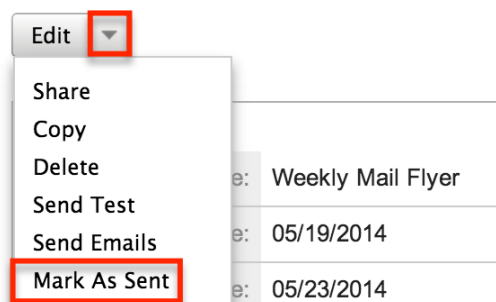 Edit
Share
Copy
Delete
e: Weekly Mail Flyer
Send Test
Send Emails
e: 05/19/2014
Mark As Sent
e: 05/23/2014